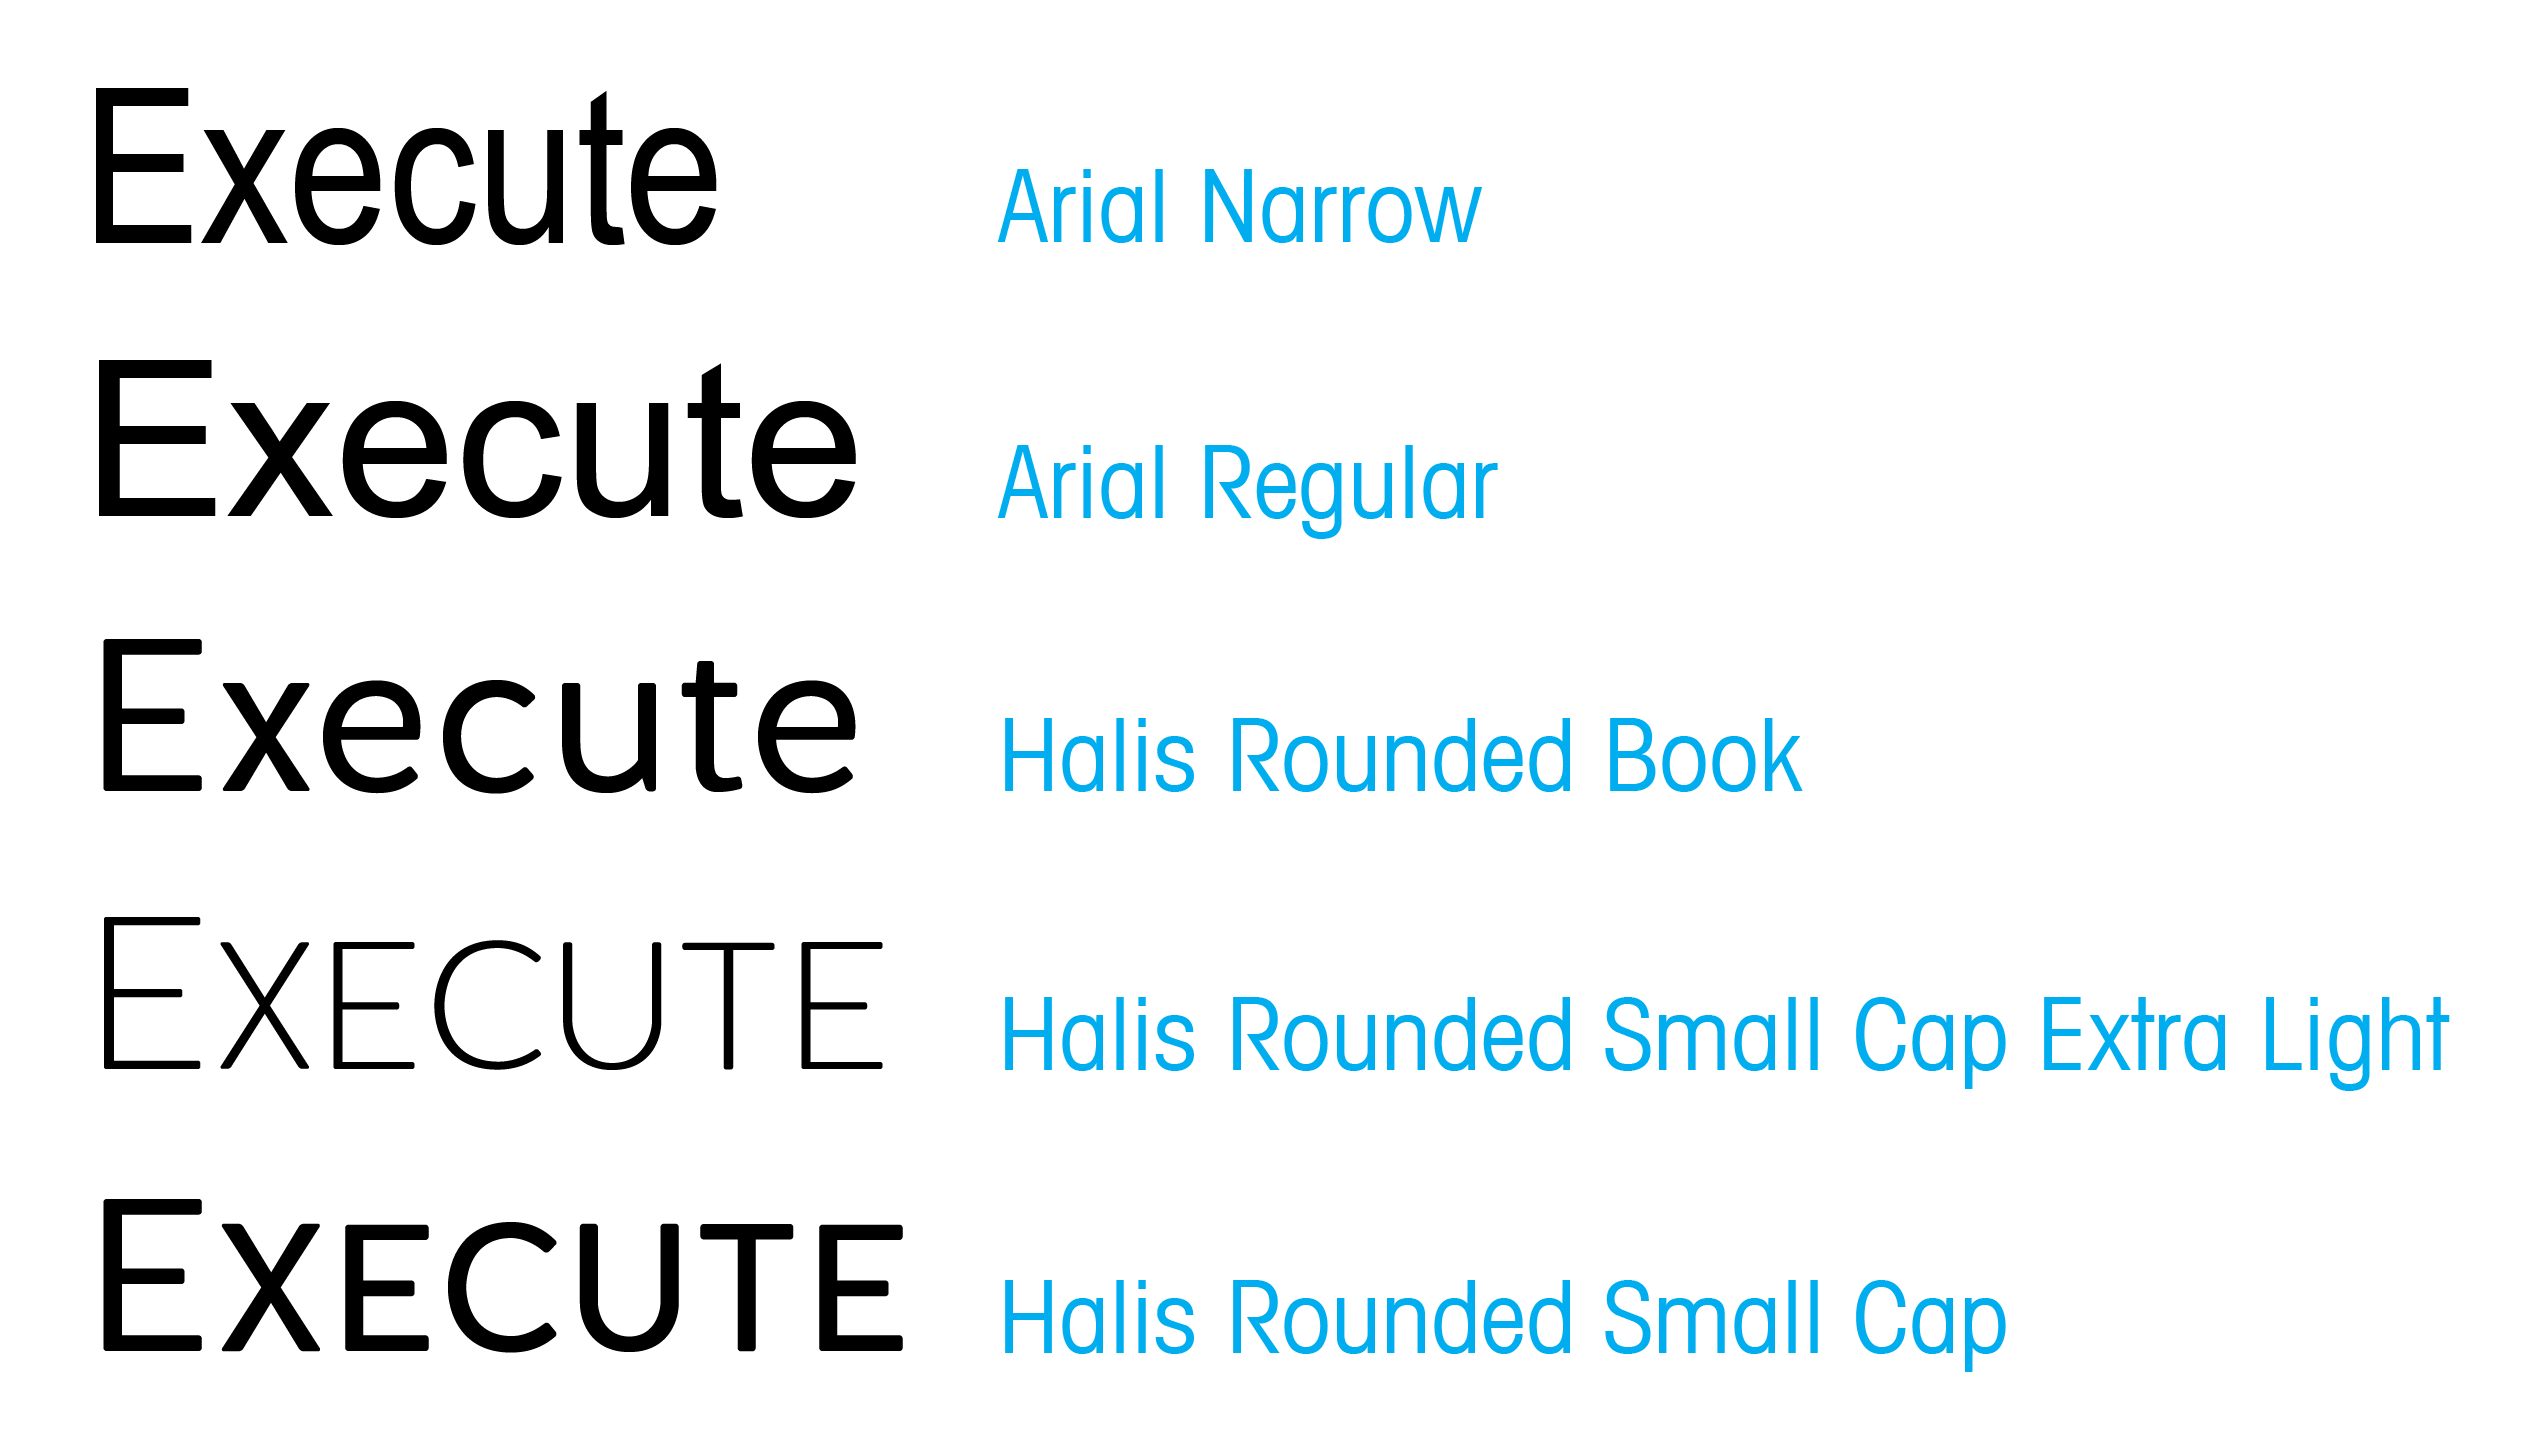 Execute Arial Narrow
Execute Arial Regular
Execute Halis Rounded Book
EXECUTE Halis Rounded Small Cap Extra Light
EXECUTE Halis Rounded Small Cap